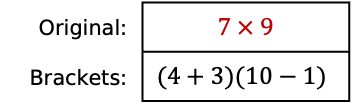 Original: 7 × 9
Brackets: (4 + 3)(10 − 1)